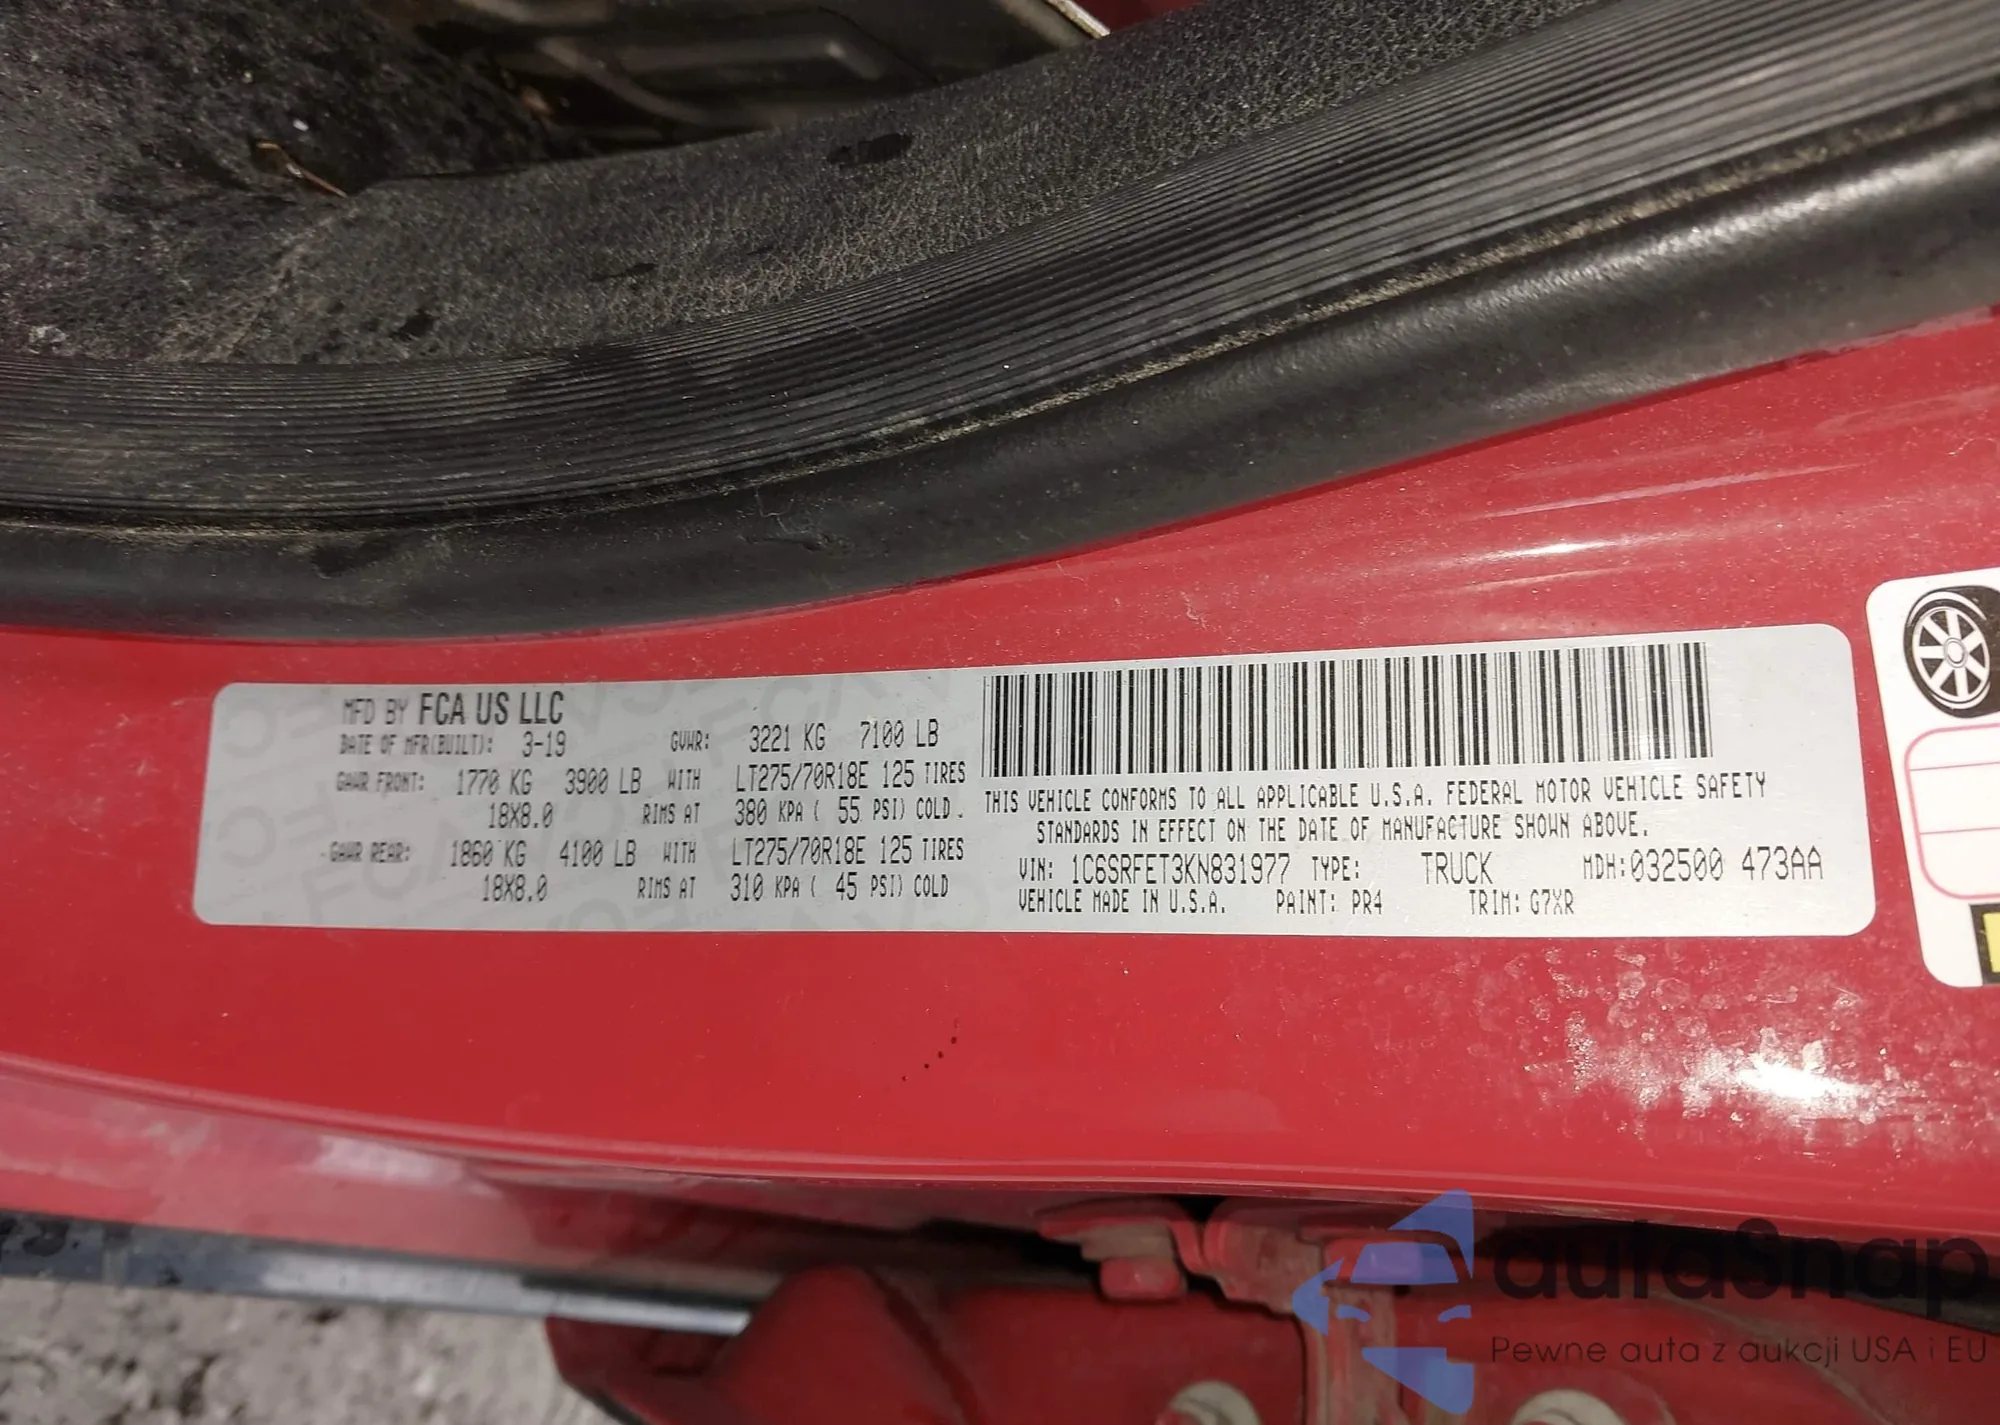 MFD BY FCA US LLC
DATE OF MFR(BUILT): 3-19 GVWR: 3221 KG 7100 LB
GAWR FRONT: 1770 KG 3900 LB WITH LT275/70R18E 125 TIRES
18X8.0 RIMS AT 380 KPA ( 55 PSI) COLD.
GAWR REAR: 1860 KG 4100 LB WITH LT275/70R18E 125 TIRES
18X8.0 RIMS AT 310 KPA ( 45 PSI) COLD
THIS VEHICLE CONFORMS TO ALL APPLICABLE U.S.A. FEDERAL MOTOR VEHICLE SAFETY
STANDARDS IN EFFECT ON THE DATE OF MANUFACTURE SHOWN ABOVE.
VIN: 1C6SRFET3KN831977 TYPE: TRUCK MDH:032500 473AA
VEHICLE MADE IN U.S.A. PAINT: PR4 TRIM: G7XR
autaSnap
Pewne auta z aukcji USA i EU